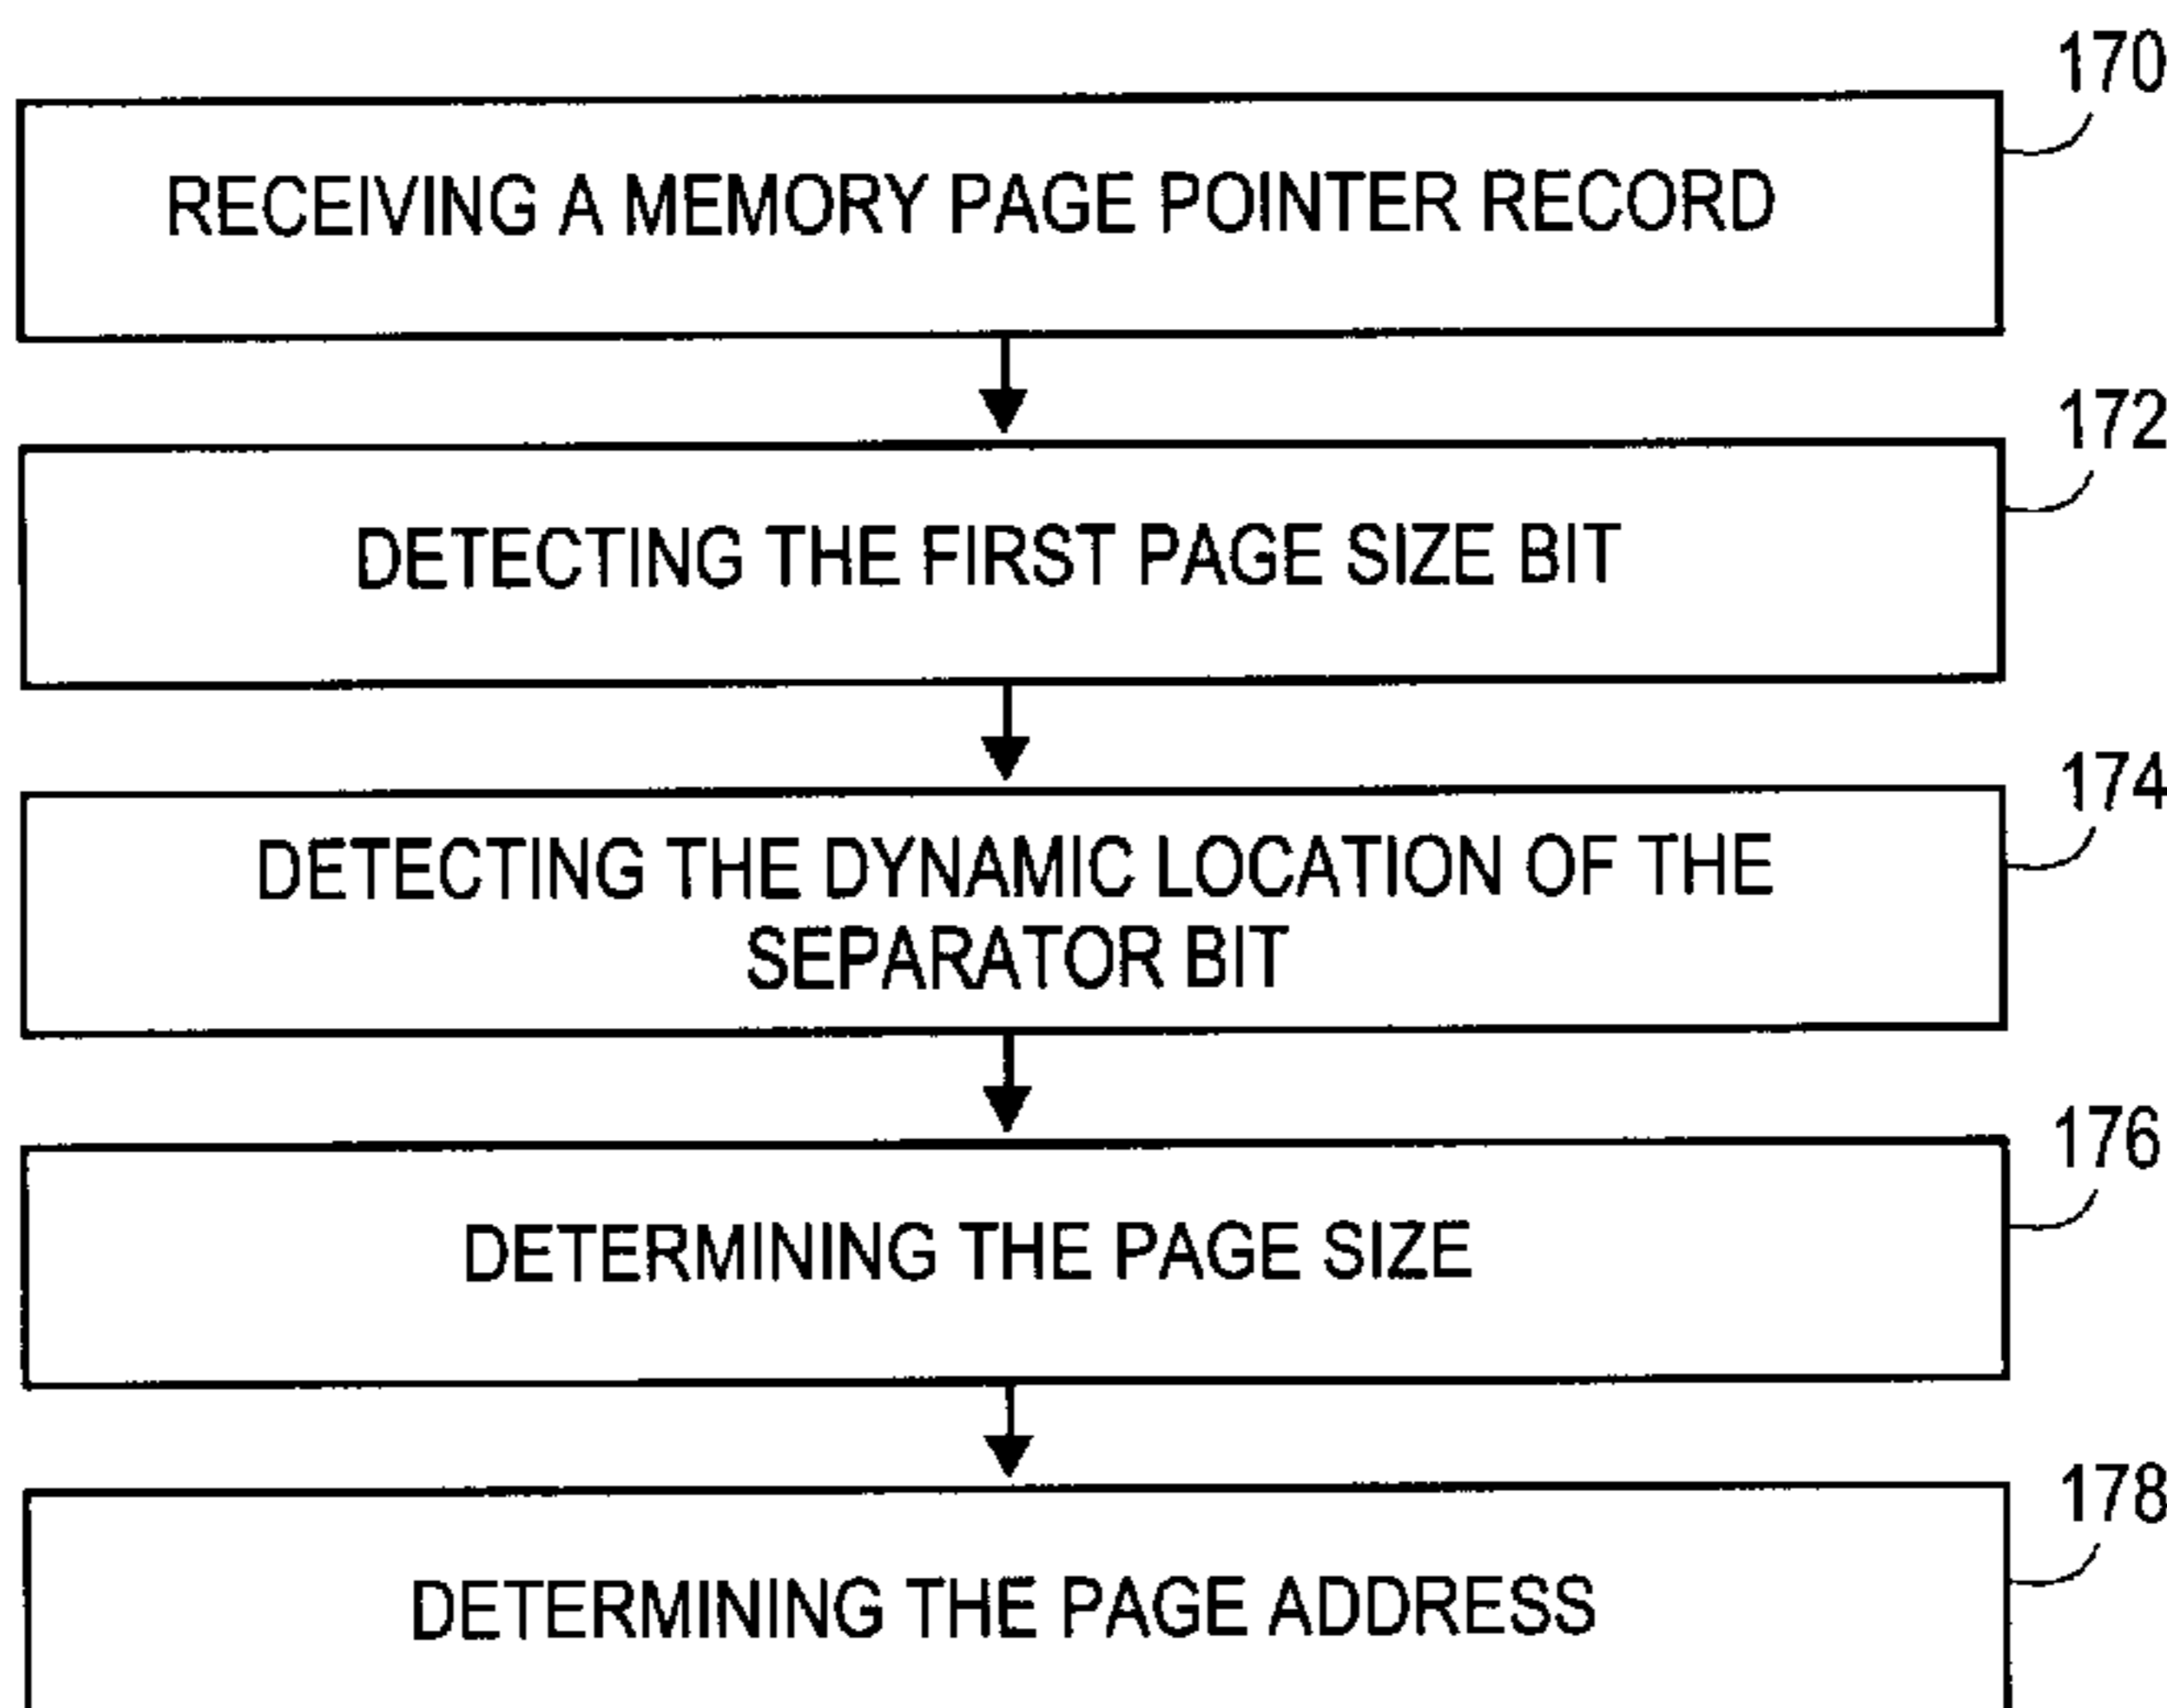 170
RECEIVING A MEMORY PAGE POINTER RECORD
172
DETECTING THE FIRST PAGE SIZE BIT
174
DETECTING THE DYNAMIC LOCATION OF THE
SEPARATOR BIT
176
DETERMINING THE PAGE SIZE
178
DETERMINING THE PAGE ADDRESS